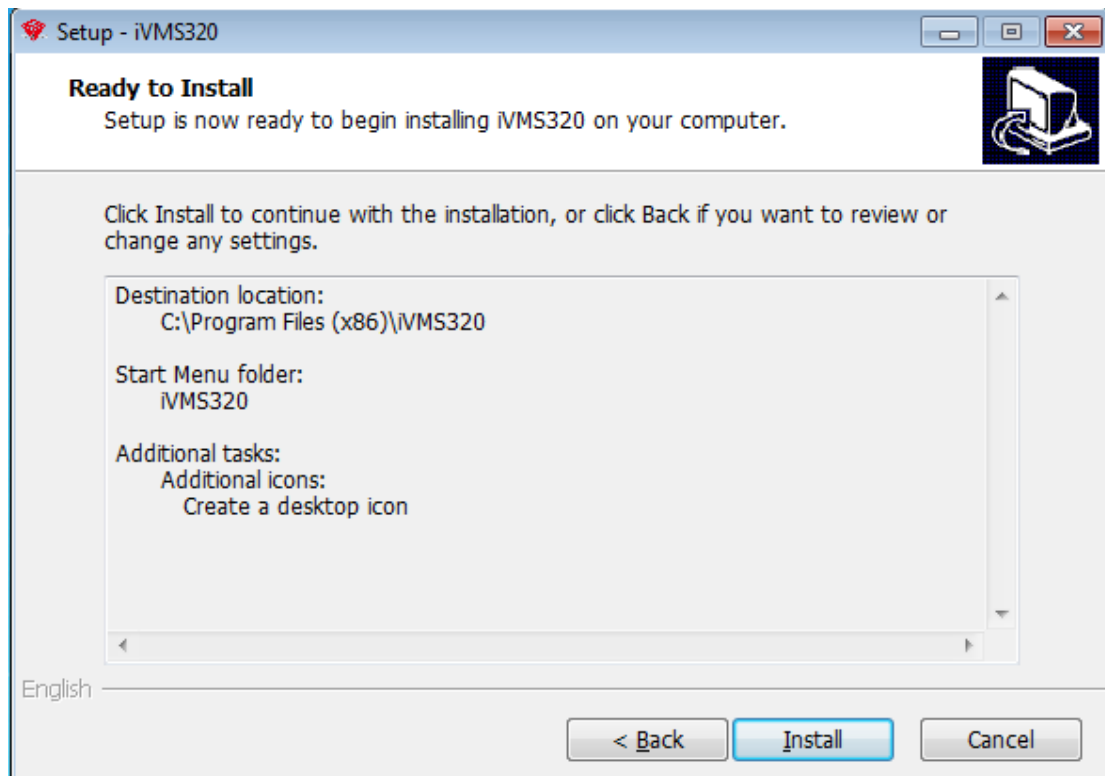 Setup - iVMS320
Ready to Install
Setup is now ready to begin installing iVMS320 on your computer.
Click Install to continue with the installation, or click Back if you want to review or
change any settings.
Destination location:
C:\Program Files (x86)\iVMS320
Start Menu folder:
iVMS320
Additional tasks:
Additional icons:
Create a desktop icon
English
< Back
Install
Cancel